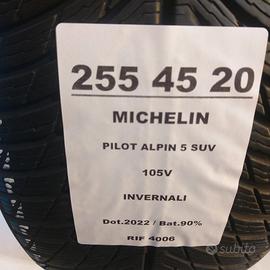 255 45 20
MICHELIN
PILOT ALPIN 5 SUV
105V
INVERNALI
Dot.2022 / Bat.90%
RIF 4006
subito